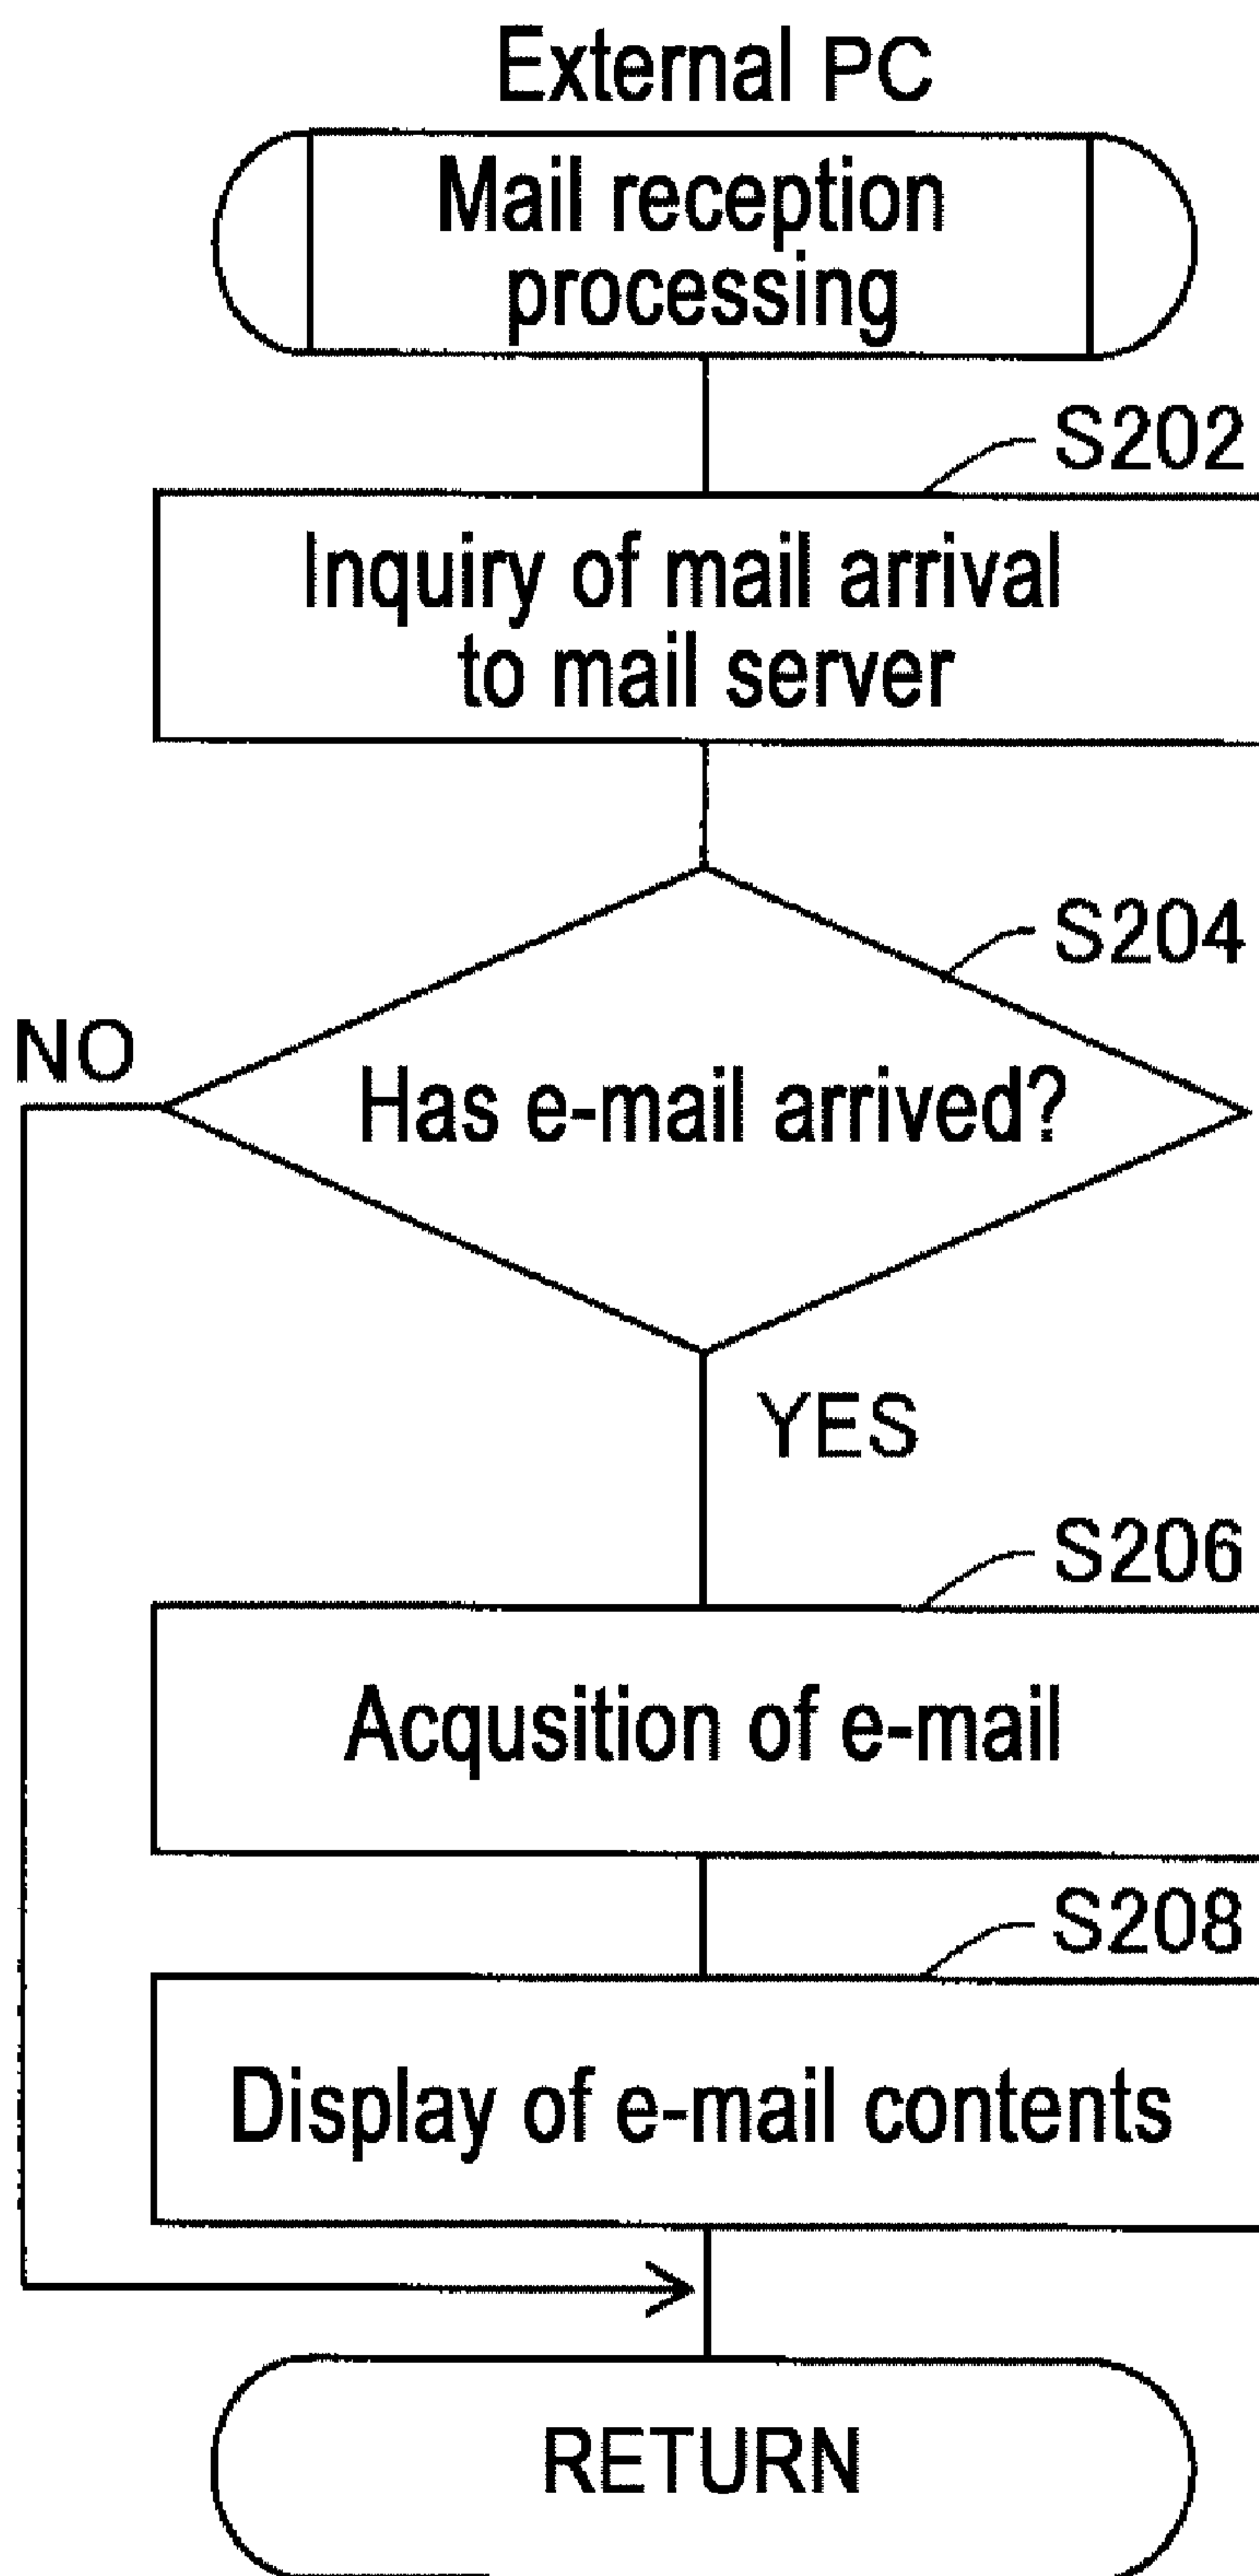 External PC
Mail reception
processing
S202
Inquiry of mail arrival
to mail server
S204
NO
Has e-mail arrived?
YES
S206
Acqusition of e-mail
S208
Display of e-mail contents
RETURN